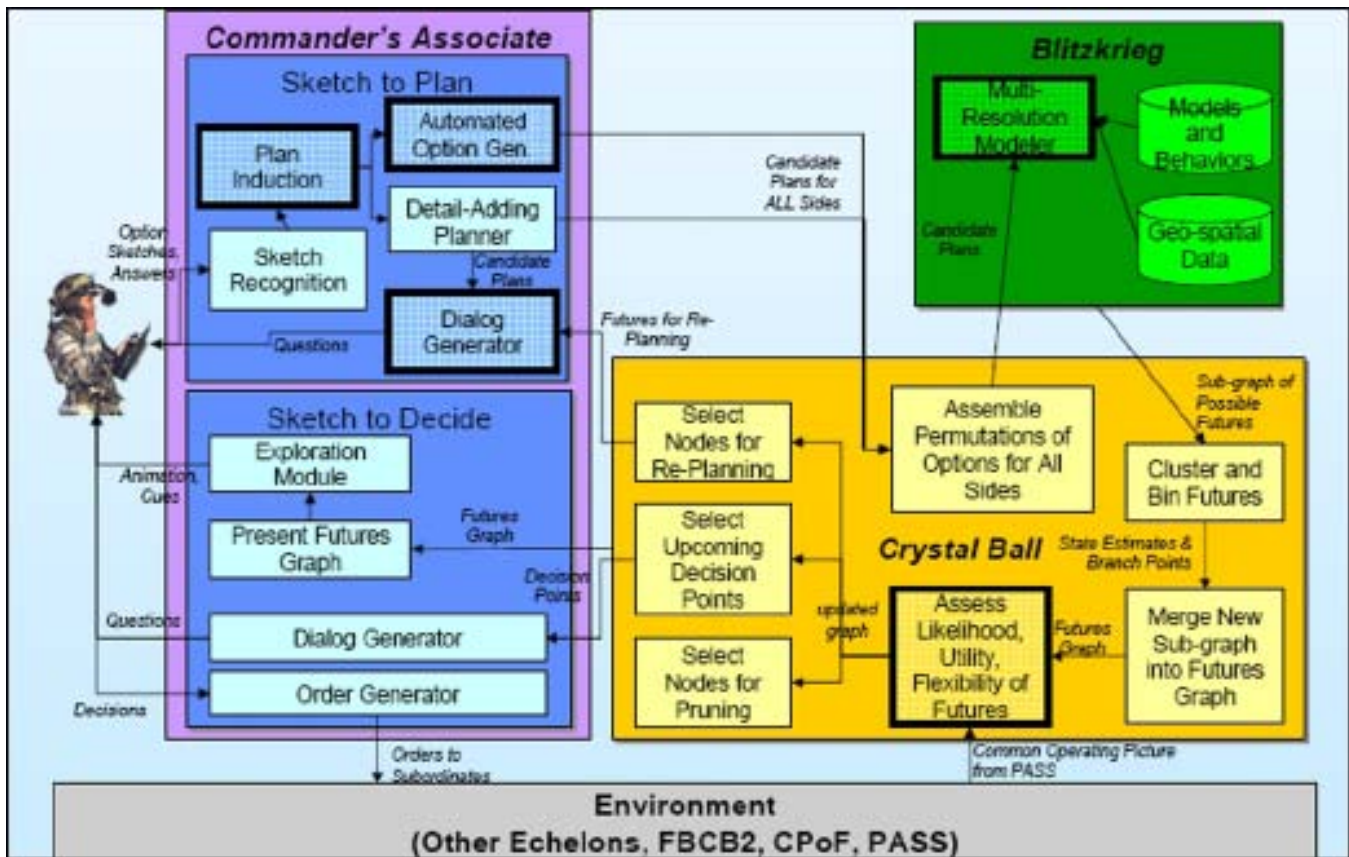 Commander's Associate
Sketch to Plan
Automated
Option Gen.
Plan
Induction
Detail-Adding
Planner
Option
Sketches,
Answers
Sketch
Recognition
Candidate
Plans
Dialog
Generator
Questions
Futures for Re-
Planning
Candidate
Plans for
ALL Sides
Blitzkrieg
Multi-
Resolution
Modeler
Models
and
Behaviors
Geo-spatial
Data
Candidate
Plans
Sub-graph of
Possible
Futures
Sketch to Decide
Exploration
Module
Animation,
Cues
Present Futures
Graph
Futures
Graph
Decision
Points
Questions
Dialog Generator
Order Generator
Decisions
Orders to
Subordinates
Select
Nodes for
Re-Planning
Select
Upcoming
Decision
Points
Select
Nodes for
Pruning
Assemble
Permutations of
Options for All
Sides
Crystal Ball
Cluster and
Bin Futures
State Estimates &
Branch Points
updated
graph
Assess
Likelihood,
Utility,
Flexibility of
Futures
Futures
Graph
Merge New
Sub-graph
into Futures
Graph
Common Operating Picture
from PASS
Environment
(Other Echelons, FBCB2, CPoF, PASS)